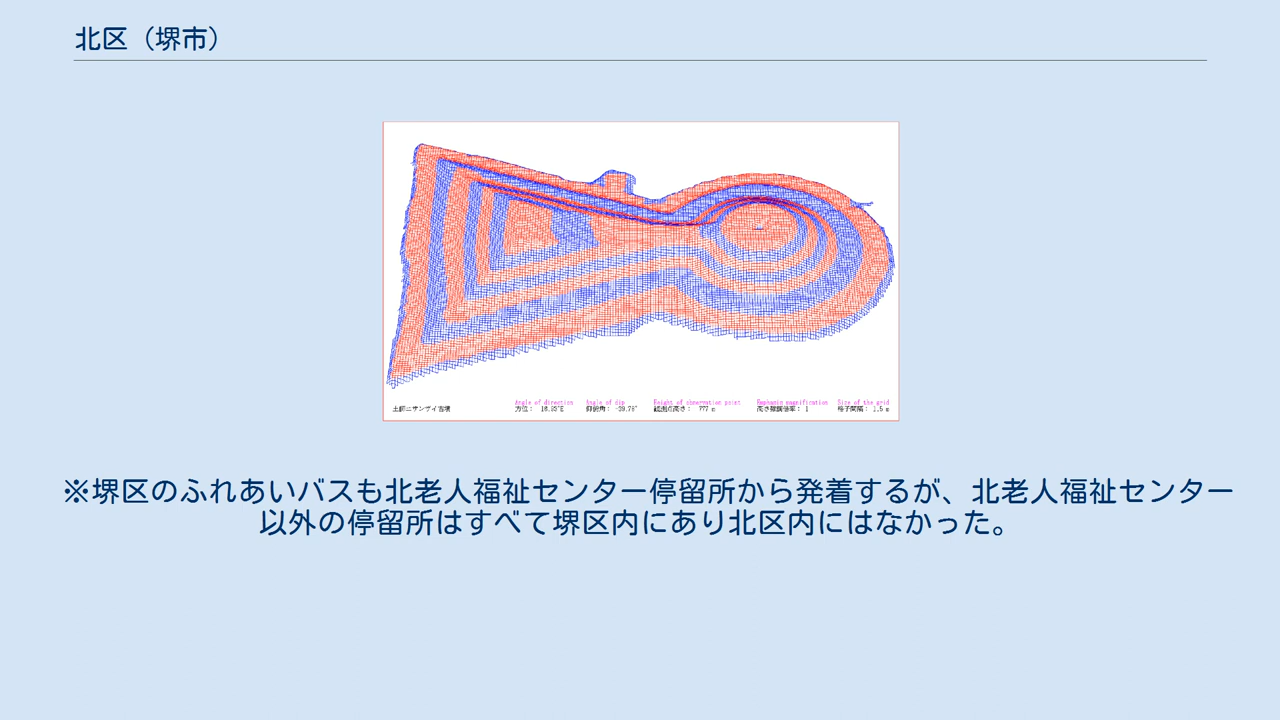 北区（堺市）
土師ニサンザイ古墳
Angle of direction Angle of dip Height of observation point Emphasis magnification Size of the grid
方位： 18.93°E 仰俯角： -39.76° 観測点高さ： 777 m 高さ強調倍率： 1 格子間隔： 1.5 m
※堺区のふれあいバスも北老人福祉センター停留所から発着するが、北老人福祉センター
以外の停留所はすべて堺区内にあり北区内にはなかった。